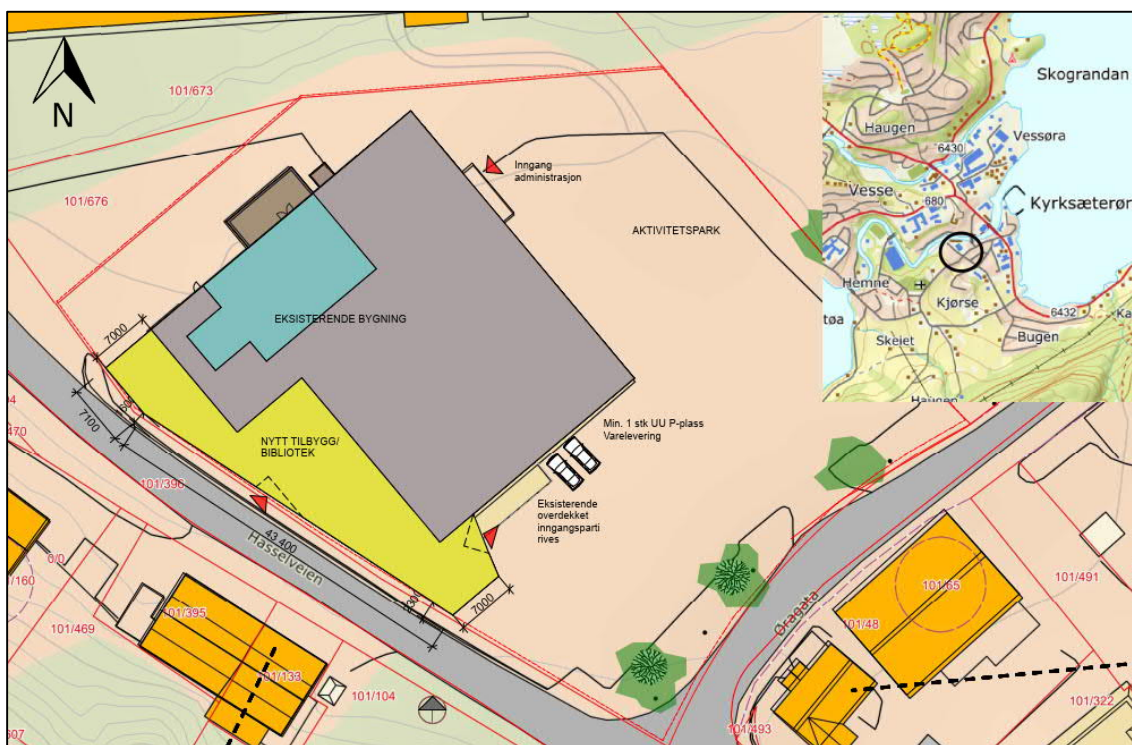 N
101/673
101/676
Inngang
administrasjon
AKTIVITETSPARK
EKSISTERENDE BYGNING
7000
7100
NYTT TILBYGG/
BIBLIOTEK
Min. 1 stk UU P-plass
Varelevering
Eksisterende
overdekket
inngangsparti
rives
101/396
43 400
Hasselveien
7000
0/0
101/395
101/469
101/133
101/104
Øragata
101/65
101/48
101/491
101/322
101/493
Skograndan
Haugen
Vessøra
6430
Vesse
680
Kyrksæterør
Hemne
Kjørse
6432
Skeiet
Bugen